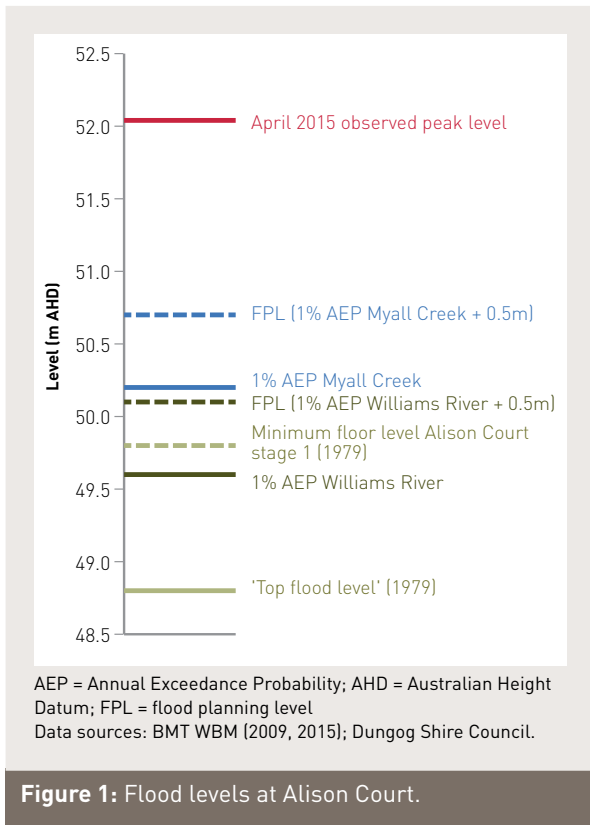 52.5
52.0
April 2015 observed peak level
51.5
51.0
Level (m AHD)
FPL (1% AEP Myall Creek + 0.5m)
50.5
1% AEP Myall Creek
FPL (1% AEP Williams River + 0.5m)
50.0
Minimum floor level Alison Court
stage 1 (1979)
49.5
1% AEP Williams River
49.0
'Top flood level' (1979)
48.5
AEP = Annual Exceedance Probability; AHD = Australian Height
Datum; FPL = flood planning level
Data sources: BMT WBM (2009, 2015); Dungog Shire Council.
Figure 1: Flood levels at Alison Court.